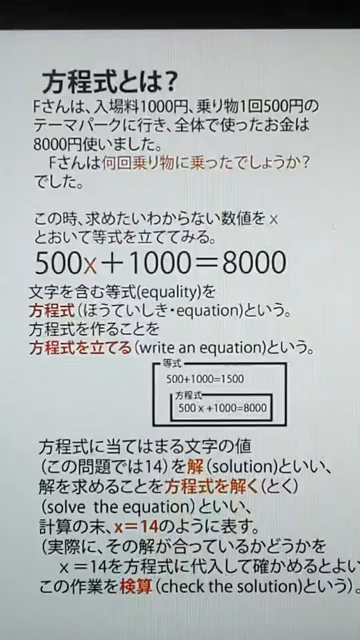 方程式とは？
Fさんは、入場料1000円、乗り物1回500円の
テーマパークに行き、全体で使ったお金は
8000円使いました。
Fさんは何回乗り物に乗ったでしょうか？
でした。
この時、求めたいわからない数値を x
とおいて等式を立ててみる。
500x＋1000＝8000
文字を含む等式(equality)を
方程式（ほうていしき・equation)という。
方程式を作ることを
方程式を立てる（write an equation)という。
等式
500+1000=1500
方程式
500ｘ+1000=8000
方程式に当てはまる文字の値
（この問題では14）を解（solution)といい、
解を求めることを方程式を解く（とく）
（solve the equation）といい、
計算の末、x＝14のように表す。
（実際に、その解が合っているかどうかを
ｘ＝14を方程式に代入して確かめるとよい
この作業を検算（check the solution)という）。